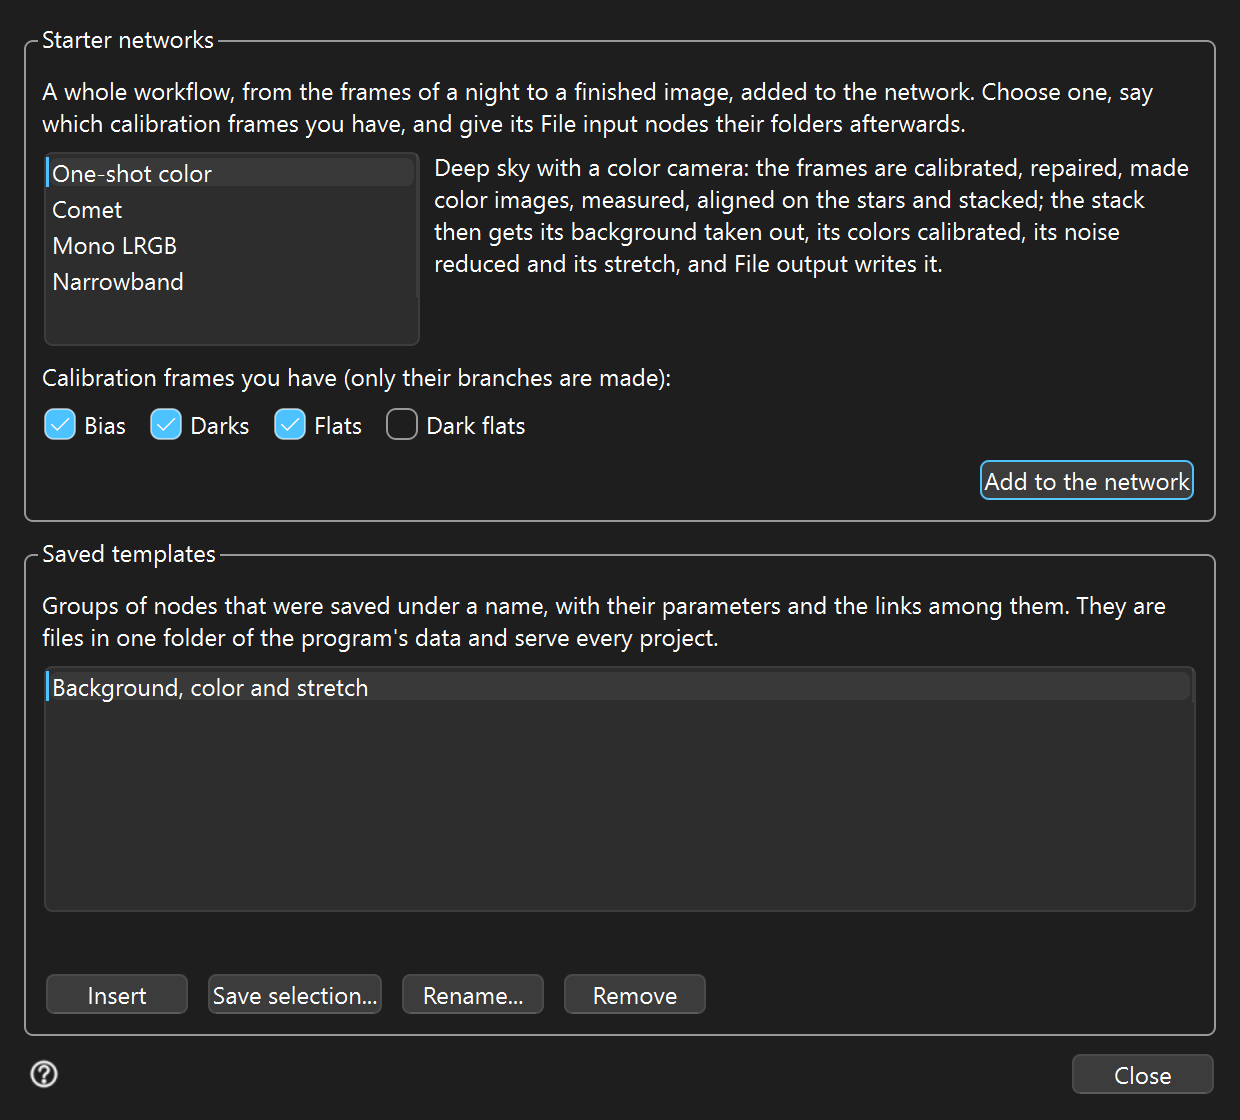 Starter networks
A whole workflow, from the frames of a night to a finished image, added to the network. Choose one, say
which calibration frames you have, and give its File input nodes their folders afterwards.
One-shot color
Comet
Mono LRGB
Narrowband
Deep sky with a color camera: the frames are calibrated, repaired, made
color images, measured, aligned on the stars and stacked; the stack
then gets its background taken out, its colors calibrated, its noise
reduced and its stretch, and File output writes it.
Calibration frames you have (only their branches are made):
Bias Darks Flats Dark flats
Add to the network
Saved templates
Groups of nodes that were saved under a name, with their parameters and the links among them. They are
files in one folder of the program's data and serve every project.
Background, color and stretch
Insert Save selection... Rename... Remove
? Close